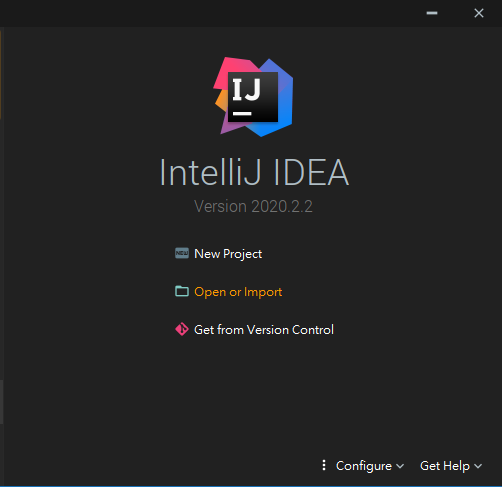 IJ
IntelliJ IDEA
Version 2020.2.2
NEW New Project
Open or Import
Get from Version Control
Configure Get Help